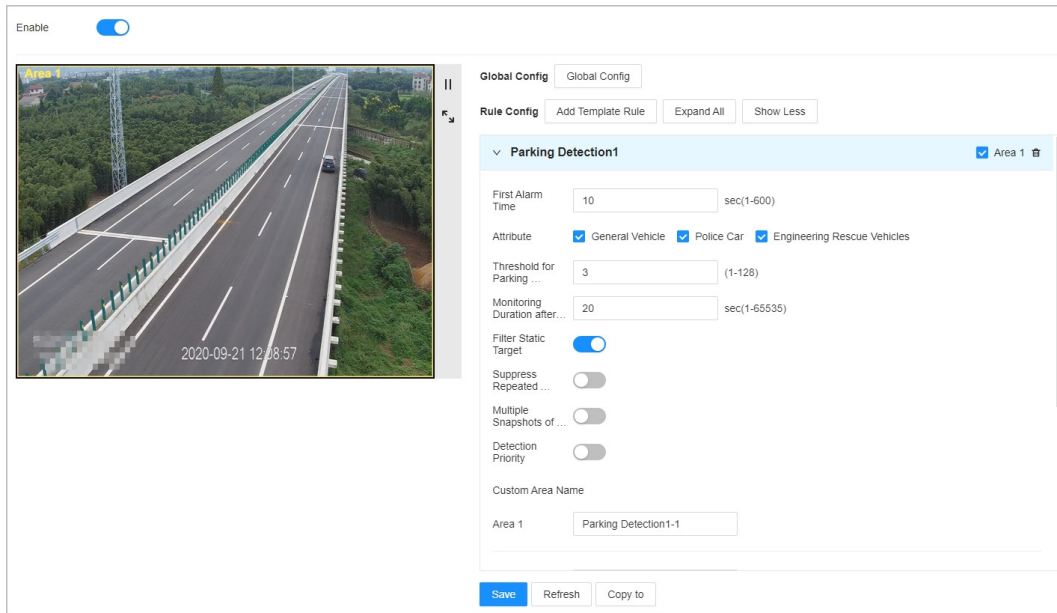 Enable
Area 1
2020-09-21 12:08:57
Global Config Global Config
Rule Config Add Template Rule Expand All Show Less
Parking Detection1 Area 1
First Alarm
Time
10 sec(1-600)
Attribute General Vehicle Police Car Engineering Rescue Vehicles
Threshold for
Parking ...
3 (1-128)
Monitoring
Duration after...
20 sec(1-65535)
Filter Static
Target
Suppress
Repeated ...
Multiple
Snapshots of ...
Detection
Priority
Custom Area Name
Area 1 Parking Detection1-1
Save Refresh Copy to